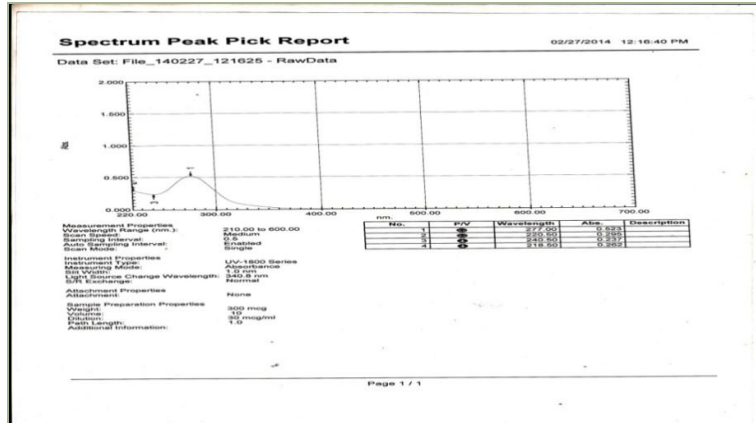 Spectrum Peak Pick Report
02/27/2014 12:16:40 PM
Data Set: File_140227_121625 - RawData
2.000
1.500
1.000
0.500
0.000
Abs.
220.00 300.00 400.00 500.00 600.00 700.00
nm.
No. P/V Wavelength Abs. Description
1 277.00 0.523
2 220.50 0.295
3 240.50 0.237
4 218.50 0.262
Measurement Properties
Wavelength Range (nm.): 210.00 to 600.00
Scan Speed: Medium
Sampling Interval: 0.5
Auto Sampling Interval: Enabled
Scan Mode: Single
Instrument Properties
Instrument Type: UV-1800 Series
Measuring Mode: Absorbance
Slit Width: 1.0 nm
Light Source Change Wavelength: 340.8 nm
S/R Exchange: Normal
Attachment Properties
Attachment: None
Sample Preparation Properties
Weight: 300 mcg
Volume: 10
Dilution: 30 mcg/ml
Path Length: 1.0
Additional Information:
Page 1 / 1